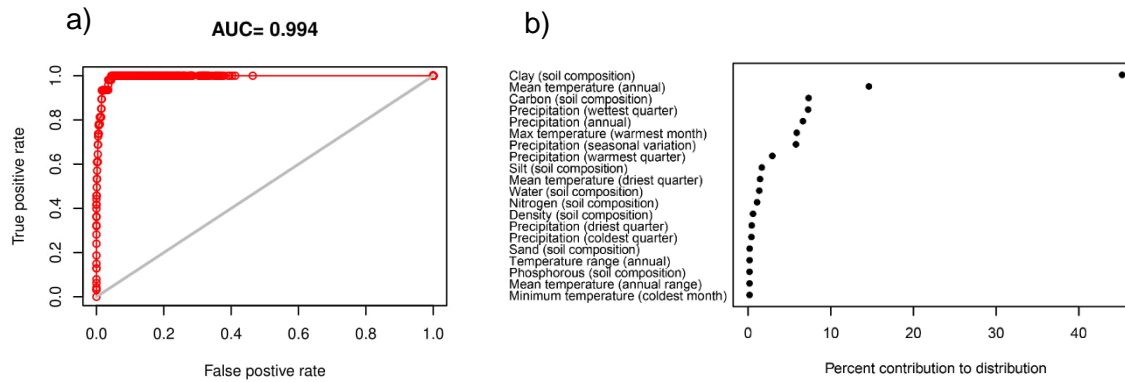 a)
AUC= 0.994
True positive rate
0.0
0.2
0.4
0.6
0.8
1.0
0.0 0.2 0.4 0.6 0.8 1.0
False postive rate
b)
Clay (soil composition)
Mean temperature (annual)
Carbon (soil composition)
Precipitation (wettest quarter)
Precipitation (annual)
Max temperature (warmest month)
Precipitation (seasonal variation)
Precipitation (warmest quarter)
Silt (soil composition)
Mean temperature (driest quarter)
Water (soil composition)
Nitrogen (soil composition)
Density (soil composition)
Precipitation (driest quarter)
Precipitation (coldest quarter)
Sand (soil composition)
Temperature range (annual)
Phosphorous (soil composition)
Mean temperature (annual range)
Minimum temperature (coldest month)
0 10 20 30 40
Percent contribution to distribution